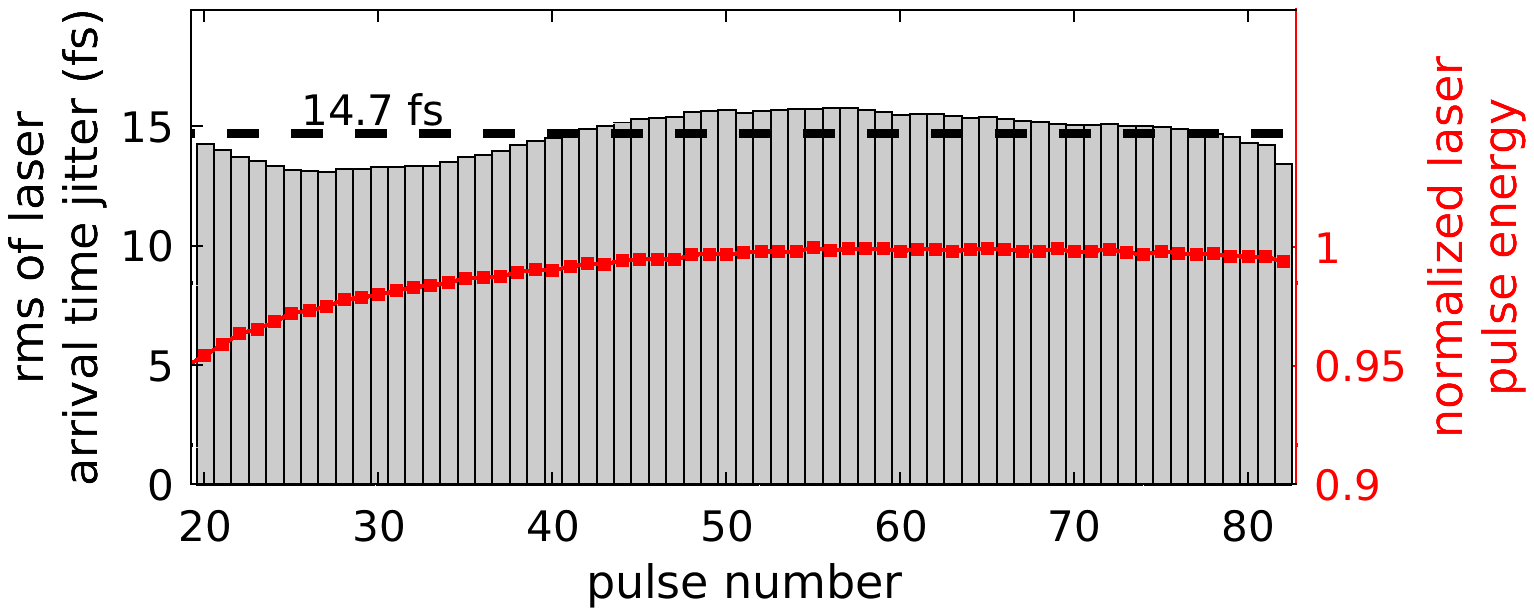 rms of laser
arrival time jitter (fs)
15
10
5
0
14.7 fs
20 30 40 50 60 70 80
pulse number
1
0.95
0.9
normalized laser
pulse energy